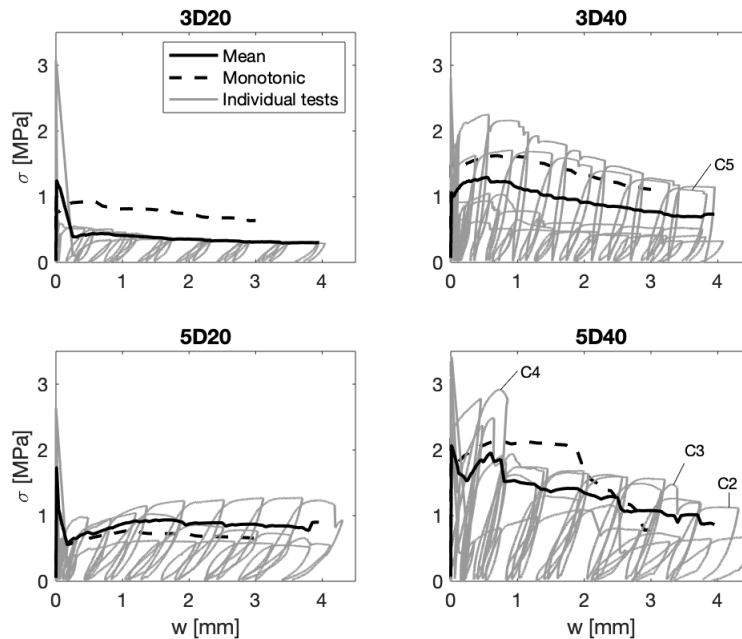 3D20
3D40
3
2
1
0
σ [MPa]
Mean
Monotonic
Individual tests
0 1 2 3 4
3
2
1
0
σ [MPa]
C5
0 1 2 3 4
5D20
5D40
3
2
1
0
σ [MPa]
0 1 2 3 4
w [mm]
3
2
1
0
σ [MPa]
C4
C3
C2
0 1 2 3 4
w [mm]